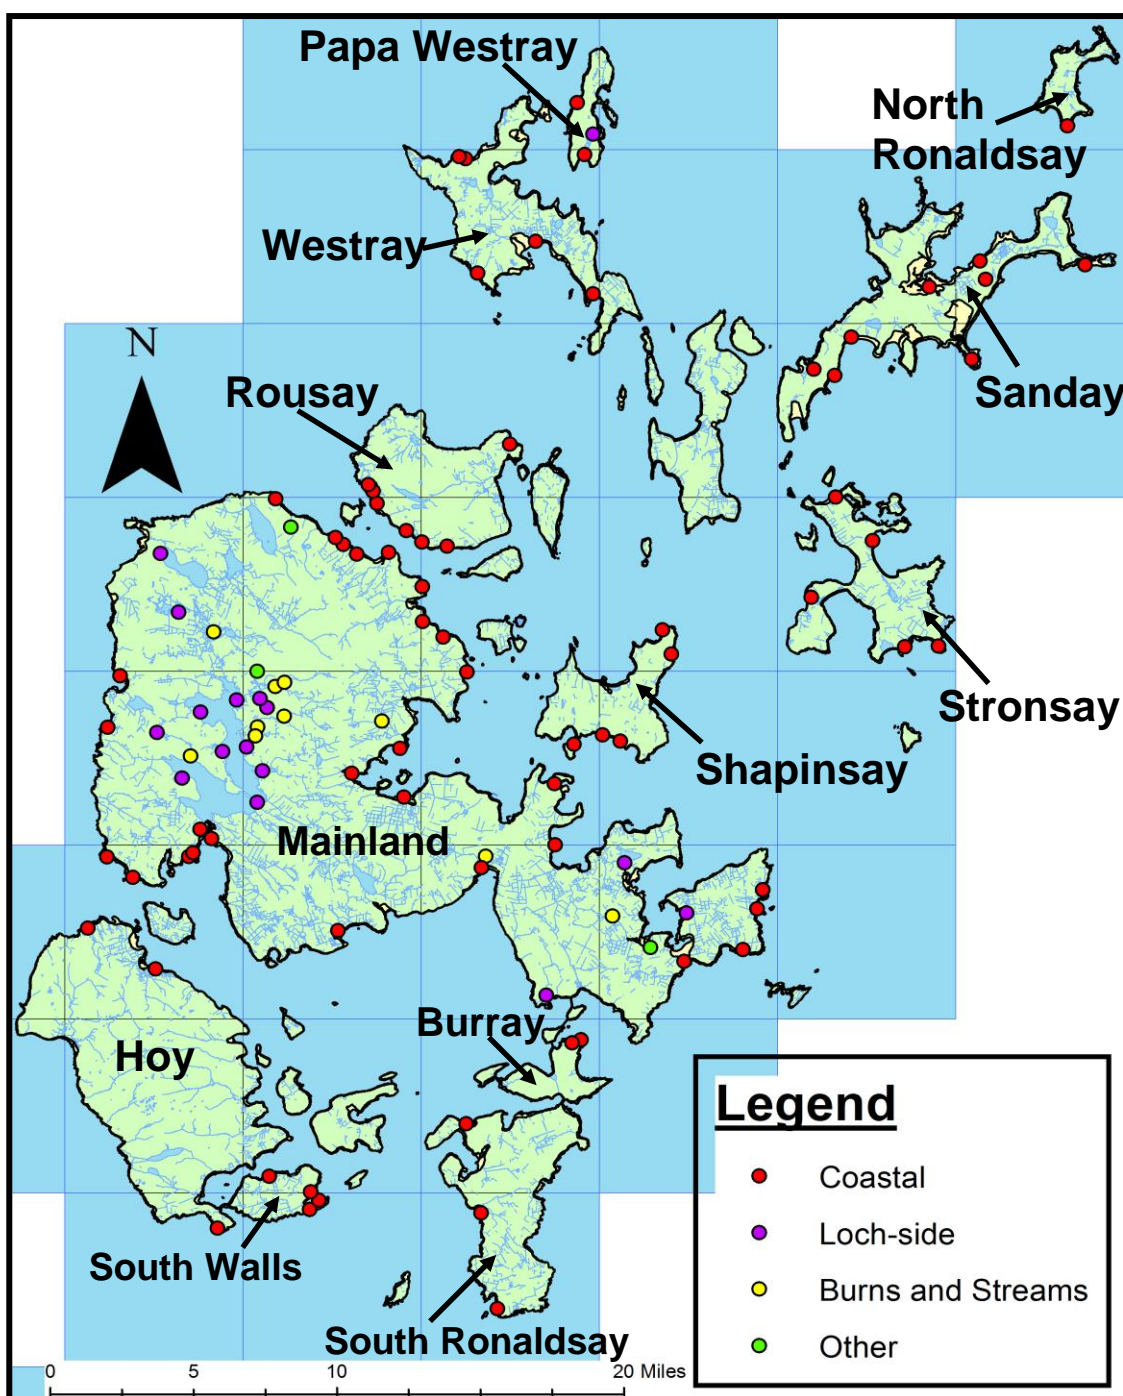 Papa Westray
North
Ronaldsay
Westray
N
Rousay
Sanday
Stronsay
Shapinsay
Mainland
Burray
Hoy
Legend
Coastal
Loch-side
Burns and Streams
Other
South Walls
South Ronaldsay
0 5 10 20 Miles